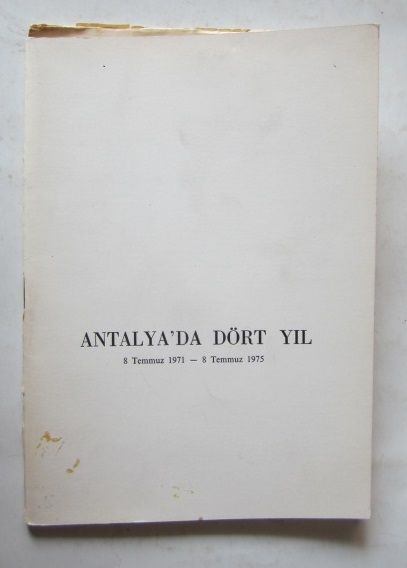 ANTALYA'DA DÖRT YIL
8 Temmuz 1971 — 8 Temmuz 1975